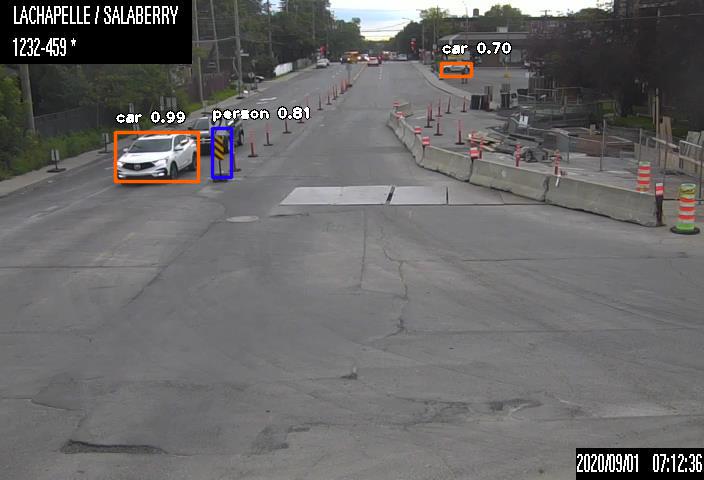 LACHAPELLE / SALABERRY
1232-459 *
car 0.70
car 0.99
person 0.81
2020/09/01 07:12:36